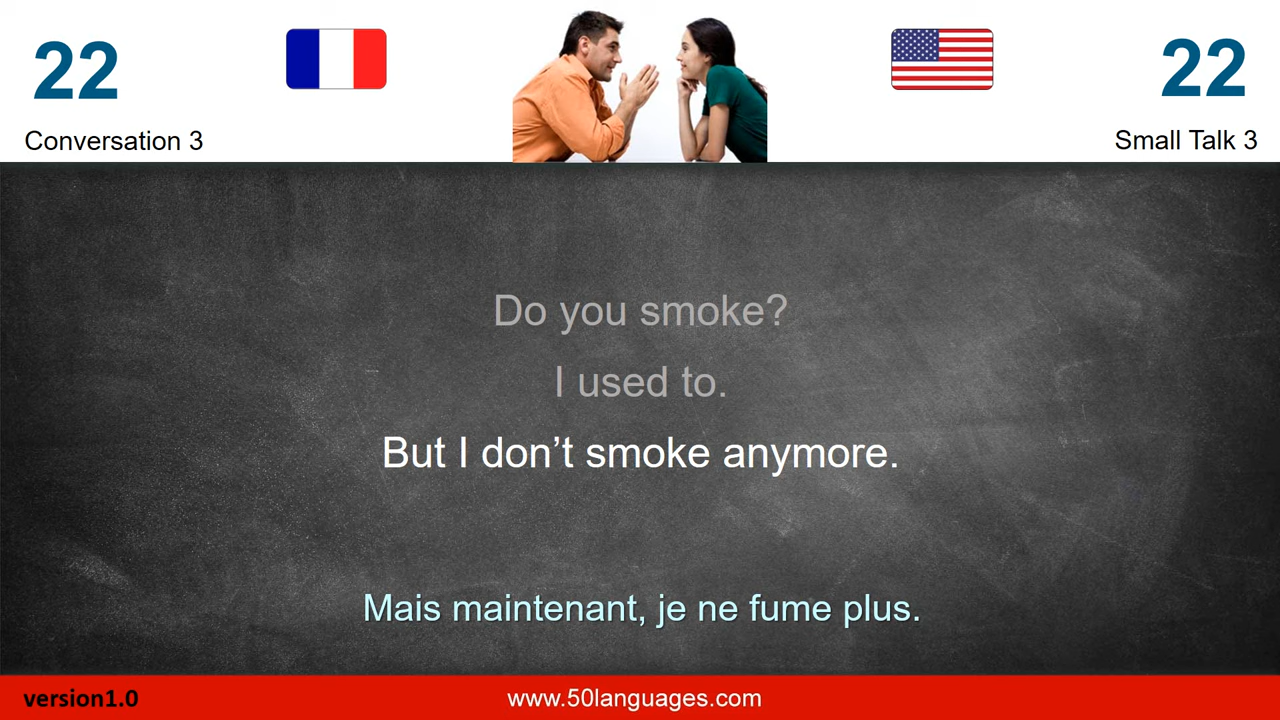 22
22
Conversation 3
Small Talk 3
Do you smoke?
I used to.
But I don’t smoke anymore.
Mais maintenant, je ne fume plus.
version1.0
www.50languages.com